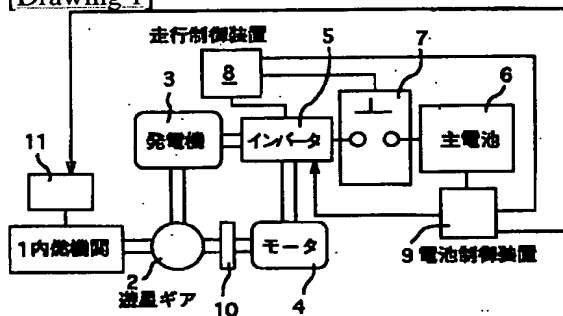 [Drawing 1]
走行制御装置
5
7
6
8
3
発電機
インバータ
主電池
11
1内燃機関
2
遊星ギア
10
モータ
4
9電池制御装置